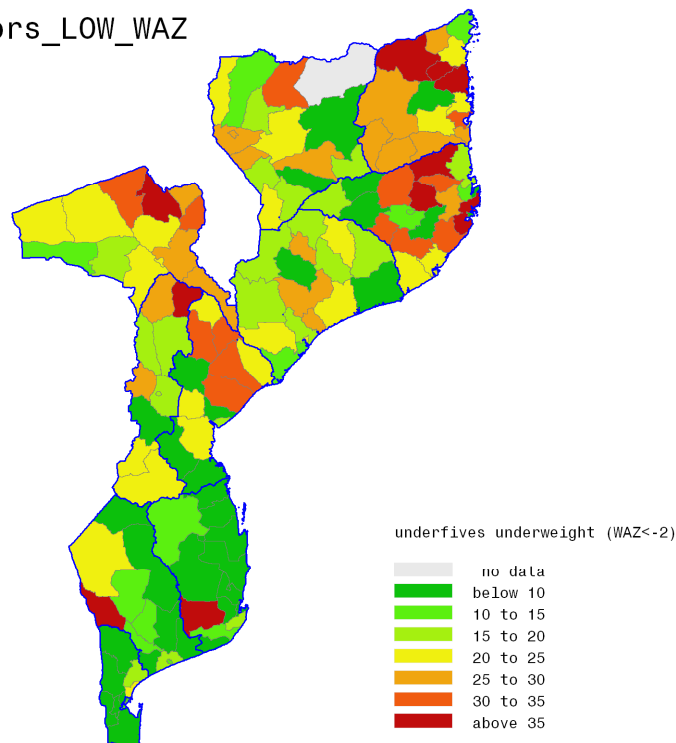 ors_LOW_WAZ
underfives underweight (WAZ<-2)
no data
below 10
10 to 15
15 to 20
20 to 25
25 to 30
30 to 35
above 35